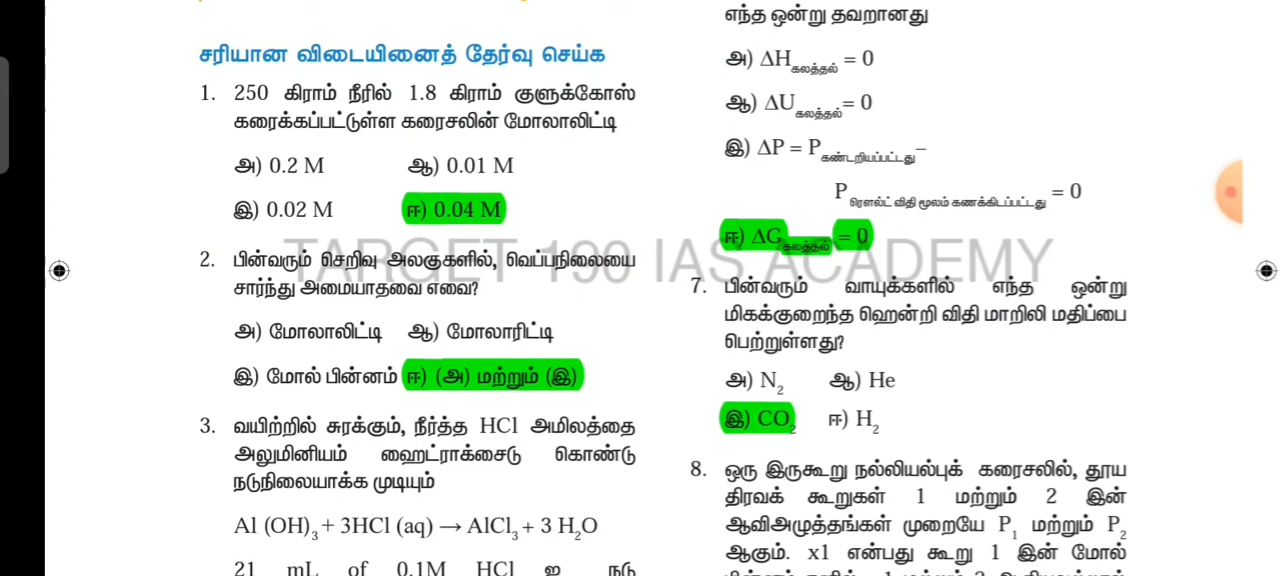 சரியான விடையினைத் தேர்வு செய்க
1. 250 கிராம் நீரில் 1.8 கிராம் குளுக்கோஸ்
கரைக்கப்பட்டுள்ள கரைசலின் மோலாலிட்டி
அ) 0.2 M ஆ) 0.01 M
இ) 0.02 M ஈ) 0.04 M
2. பின்வரும் செறிவு அலகுகளில், வெப்பநிலையை
சார்ந்து அமையாதவை எவை?
அ) மோலாலிட்டி ஆ) மோலாரிட்டி
இ) மோல் பின்னம் ஈ) (அ) மற்றும் (இ)
3. வயிற்றில் சுரக்கும், நீர்த்த HCl அமிலத்தை
அலுமினியம் ஹைட்ராக்சைடு கொண்டு
நடுநிலையாக்க முடியும்
Al (OH)₃ + 3HCl (aq) → AlCl₃ + 3 H₂O
21 mL of 0.1M HCl ஐ நடு
எந்த ஒன்று தவறானது
அ) ΔHகலத்தல் = 0
ஆ) ΔUகலத்தல் = 0
இ) ΔP = Pகண்டறியப்பட்டது –
Pரௌல்ட் விதி மூலம் கணக்கிடப்பட்டது = 0
ஈ) ΔGகலத்தல் = 0
7. பின்வரும் வாயுக்களில் எந்த ஒன்று
மிகக்குறைந்த ஹென்றி விதி மாறிலி மதிப்பை
பெற்றுள்ளது?
அ) N₂ ஆ) He
இ) CO₂ ஈ) H₂
8. ஒரு இருகூறு நல்லியல்புக் கரைசலில், தூய
திரவக் கூறுகள் 1 மற்றும் 2 இன்
ஆவிஅழுத்தங்கள் முறையே P₁ மற்றும் P₂
ஆகும். x1 என்பது கூறு 1 இன் மோல்
TARGET 190 IAS ACADEMY